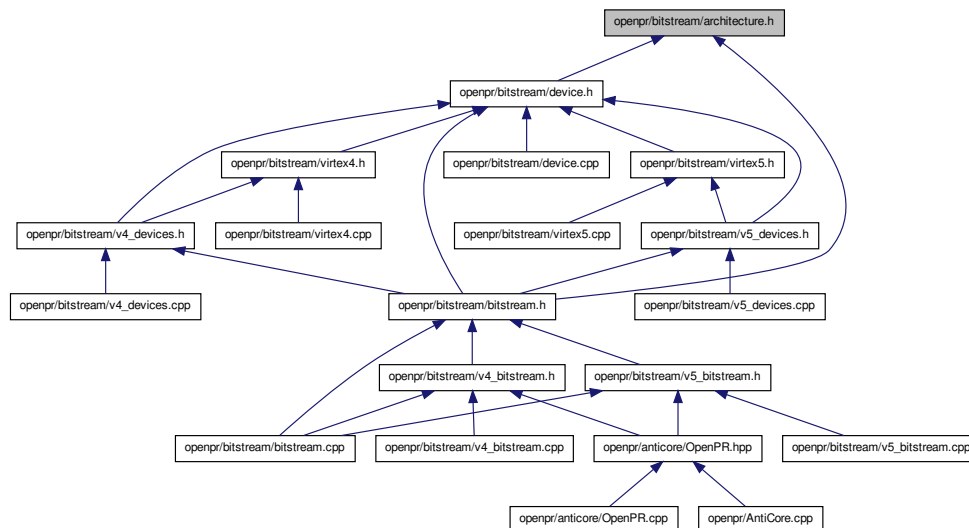 openpr/bitstream/architecture.h
openpr/bitstream/device.h
openpr/bitstream/virtex4.h
openpr/bitstream/device.cpp
openpr/bitstream/virtex5.h
openpr/bitstream/v4_devices.h
openpr/bitstream/virtex4.cpp
openpr/bitstream/virtex5.cpp
openpr/bitstream/v5_devices.h
openpr/bitstream/v4_devices.cpp
openpr/bitstream/bitstream.h
openpr/bitstream/v5_devices.cpp
openpr/bitstream/v4_bitstream.h
openpr/bitstream/v5_bitstream.h
openpr/bitstream/bitstream.cpp
openpr/bitstream/v4_bitstream.cpp
openpr/anticore/OpenPR.hpp
openpr/bitstream/v5_bitstream.cpp
openpr/anticore/OpenPR.cpp
openpr/AntiCore.cpp